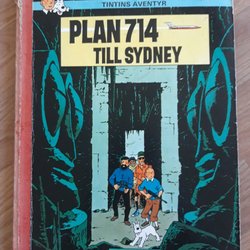 TINTINS ÄVENTYR
PLAN 714
TILL SYDNEY